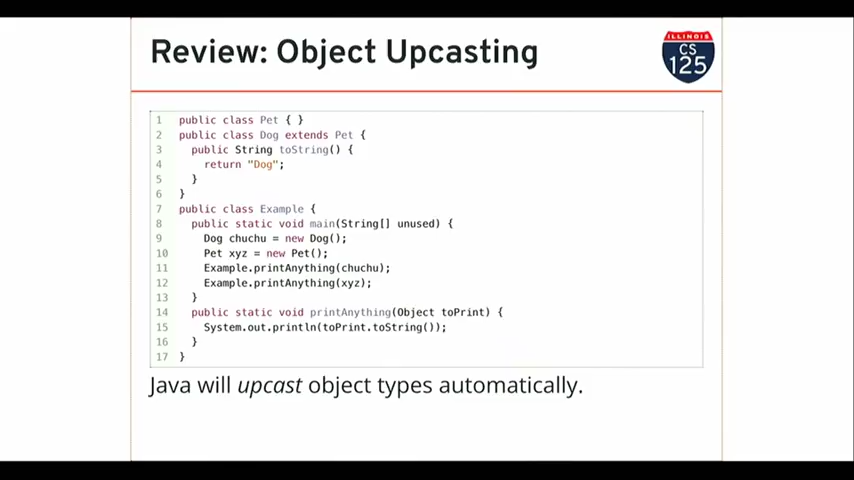 Review: Object Upcasting
ILLINOIS
CS
125
1 public class Pet { }
2 public class Dog extends Pet {
3   public String toString() {
4     return "Dog";
5   }
6 }
7 public class Example {
8   public static void main(String[] unused) {
9     Dog chuchu = new Dog();
10     Pet xyz = new Pet();
11     Example.printAnything(chuchu);
12     Example.printAnything(xyz);
13   }
14   public static void printAnything(Object toPrint) {
15     System.out.println(toPrint.toString());
16   }
17 }
Java will upcast object types automatically.